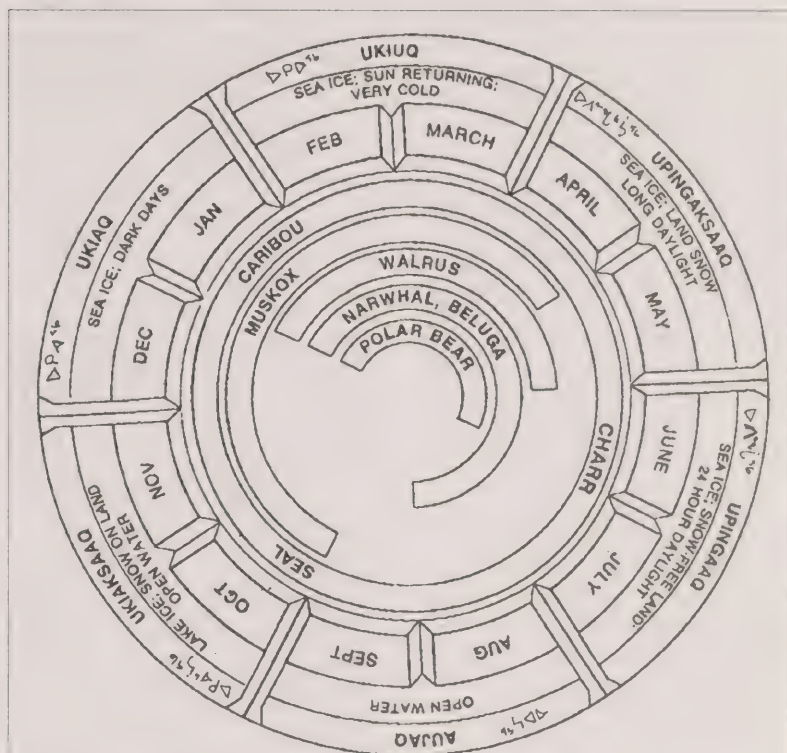 ᐅᑭᐅᖅ
UKIUQ
SEA ICE; SUN RETURNING;
VERY COLD
FEB
MARCH
UPINGAKSAAQ
SEA ICE; LAND SNOW
LONG DAYLIGHT
APRIL
MAY
UPINGAAQ
SEA ICE; SNOW-FREE LAND;
24 HOUR DAYLIGHT
JUNE
JULY
AUJAQ
OPEN WATER
AUG
SEPT
UKIAKSAAQ
LAKE ICE; SNOW ON LAND
OPEN WATER
OCT
NOV
ᐅᑭᐊᖅ
UKIAQ
SEA ICE; DARK DAYS
DEC
JAN
CARIBOU
MUSKOX
WALRUS
NARWHAL, BELUGA
POLAR BEAR
CHARR
SEAL